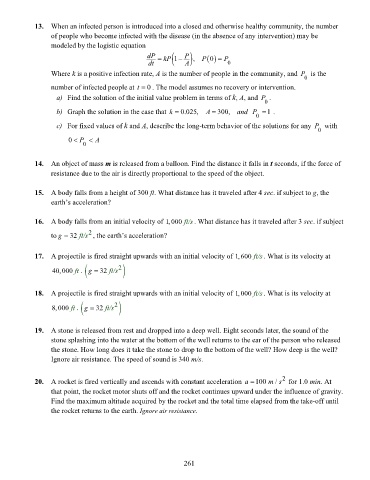 13. When an infected person is introduced into a closed and otherwise healthy community, the number
of people who become infected with the disease (in the absence of any intervention) may be
modeled by the logistic equation
dP/dt = kP(1 − P/A), P(0) = P₀
Where k is a positive infection rate, A is the number of people in the community, and P₀ is the
number of infected people at t = 0. The model assumes no recovery or intervention.
a) Find the solution of the initial value problem in terms of k, A, and P₀.
b) Graph the solution in the case that k = 0.025, A = 300, and P₀ = 1.
c) For fixed values of k and A, describe the long-term behavior of the solutions for any P₀ with
0 < P₀ < A
14. An object of mass m is released from a balloon. Find the distance it falls in t seconds, if the force of
resistance due to the air is directly proportional to the speed of the object.
15. A body falls from a height of 300 ft. What distance has it traveled after 4 sec. if subject to g, the
earth's acceleration?
16. A body falls from an initial velocity of 1,000 ft/s. What distance has it traveled after 3 sec. if subject
to g = 32 ft/s², the earth's acceleration?
17. A projectile is fired straight upwards with an initial velocity of 1,600 ft/s. What is its velocity at
40,000 ft. (g = 32 ft/s²)
18. A projectile is fired straight upwards with an initial velocity of 1,000 ft/s. What is its velocity at
8,000 ft. (g = 32 ft/s²)
19. A stone is released from rest and dropped into a deep well. Eight seconds later, the sound of the
stone splashing into the water at the bottom of the well returns to the ear of the person who released
the stone. How long does it take the stone to drop to the bottom of the well? How deep is the well?
Ignore air resistance. The speed of sound is 340 m/s.
20. A rocket is fired vertically and ascends with constant acceleration a = 100 m / s² for 1.0 min. At
that point, the rocket motor shuts off and the rocket continues upward under the influence of gravity.
Find the maximum altitude acquired by the rocket and the total time elapsed from the take-off until
the rocket returns to the earth. Ignore air resistance.
261